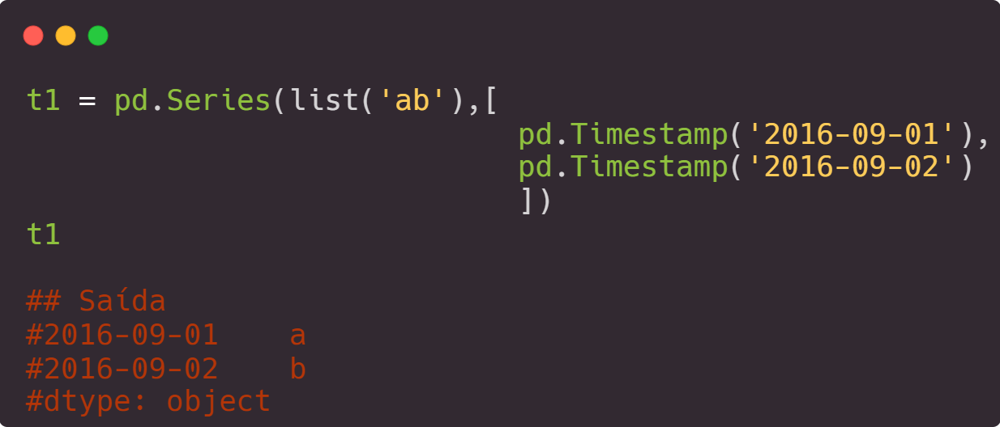 t1 = pd.Series(list('ab'),[
                            pd.Timestamp('2016-09-01'),
                            pd.Timestamp('2016-09-02')
                            ])
t1

## Saída
#2016-09-01    a
#2016-09-02    b
#dtype: object